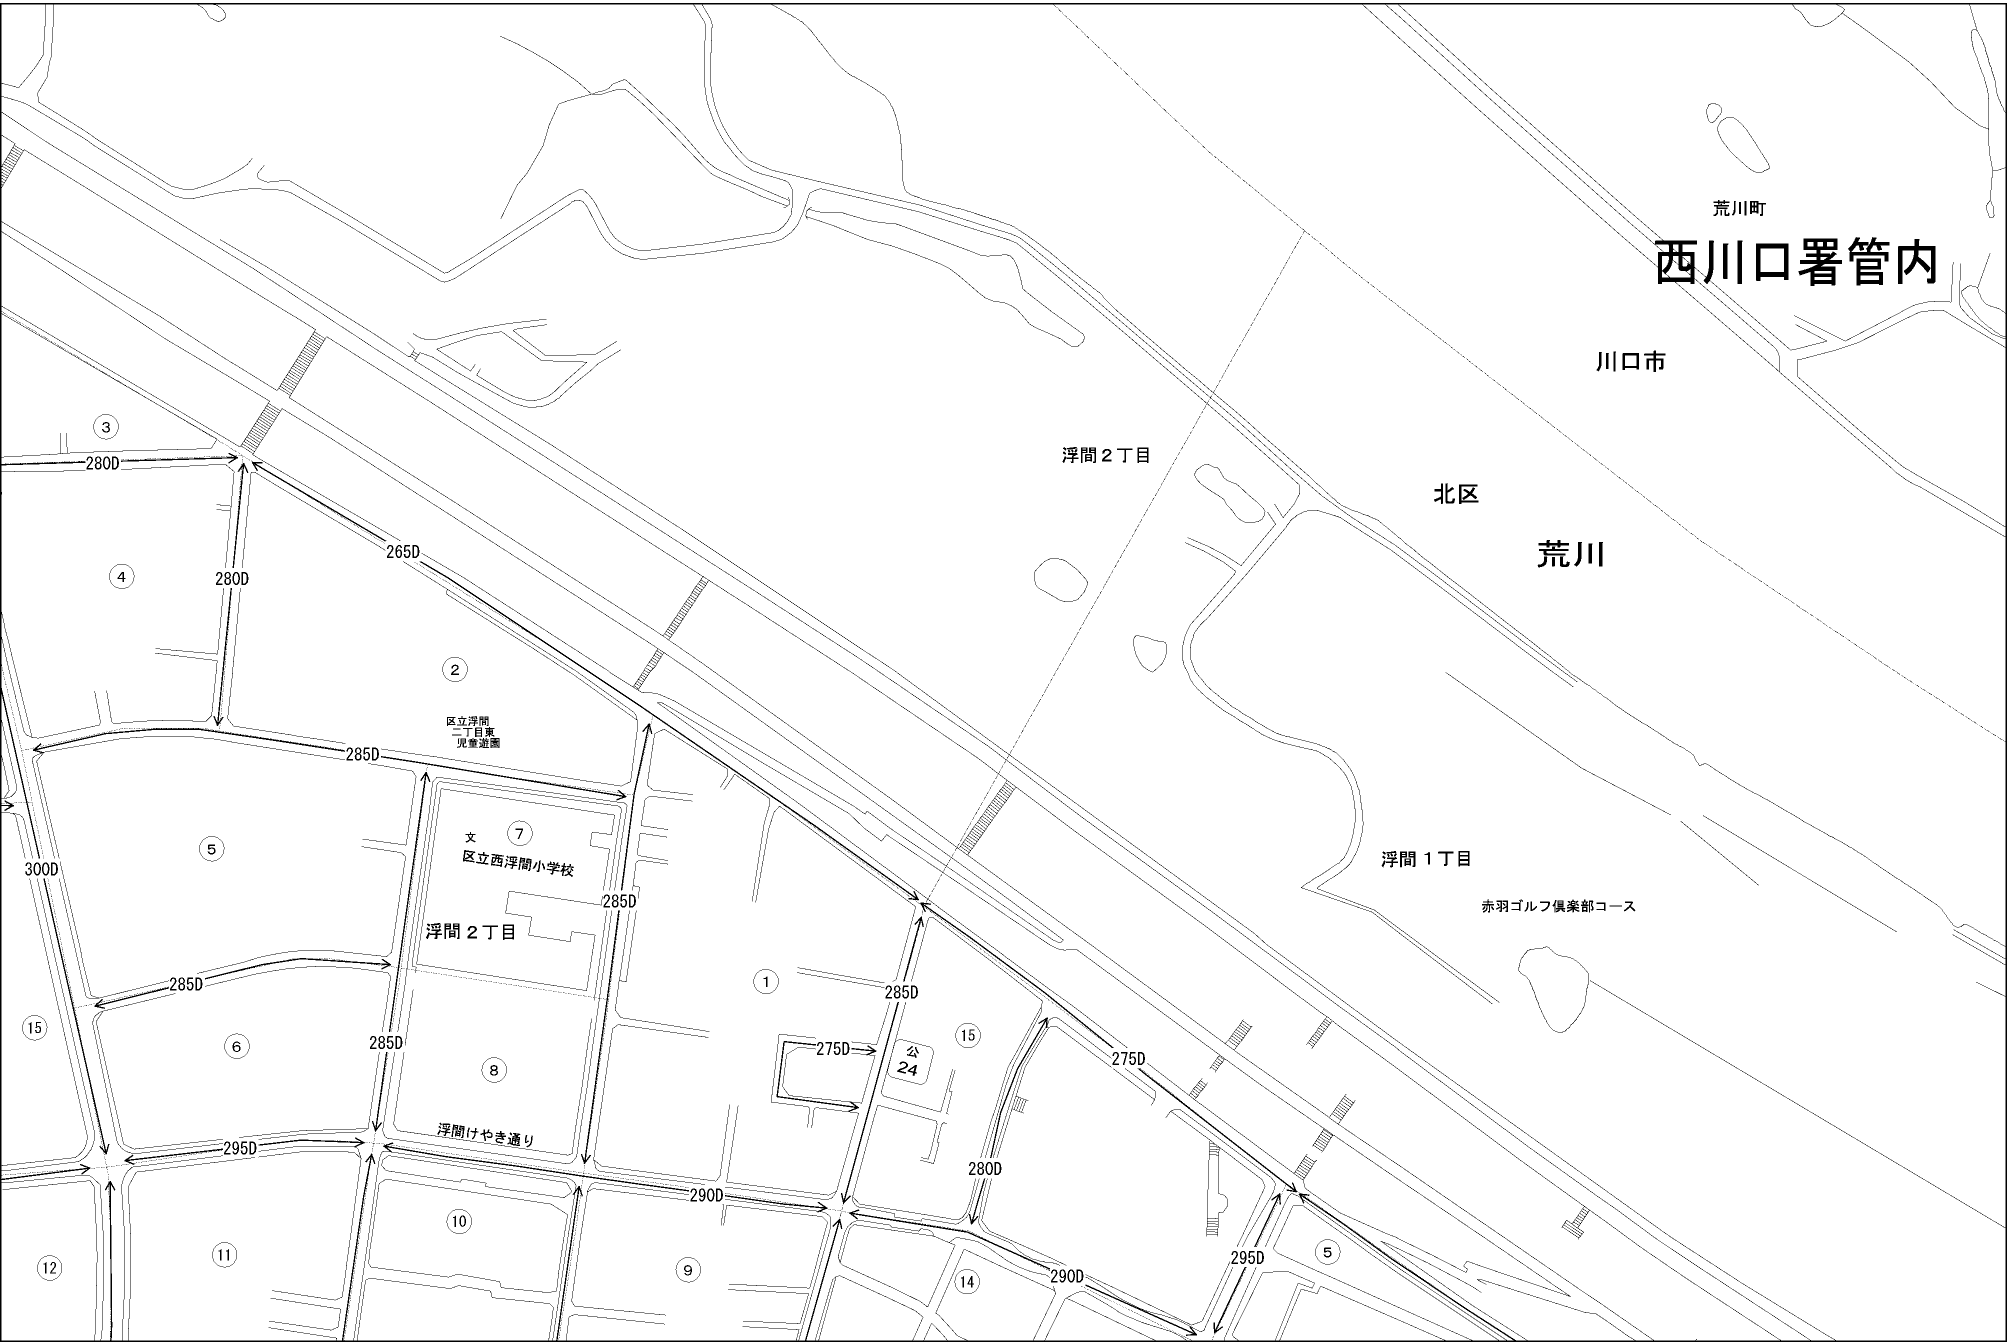 荒川町
西川口署管内
川口市
③
280D
浮間２丁目
北区
荒川
265D
④
280D
②
区立浮間
二丁目東
児童遊園
285D
⑦
文
区立西浮間小学校
⑤
300D
浮間１丁目
285D
赤羽ゴルフ倶楽部コース
浮間２丁目
285D
①
285D
⑮
⑮
⑥
285D
275D
公
24
275D
⑧
浮間けやき通り
295D
280D
290D
⑩
⑪
295D
⑤
⑫
⑨
290D
⑭